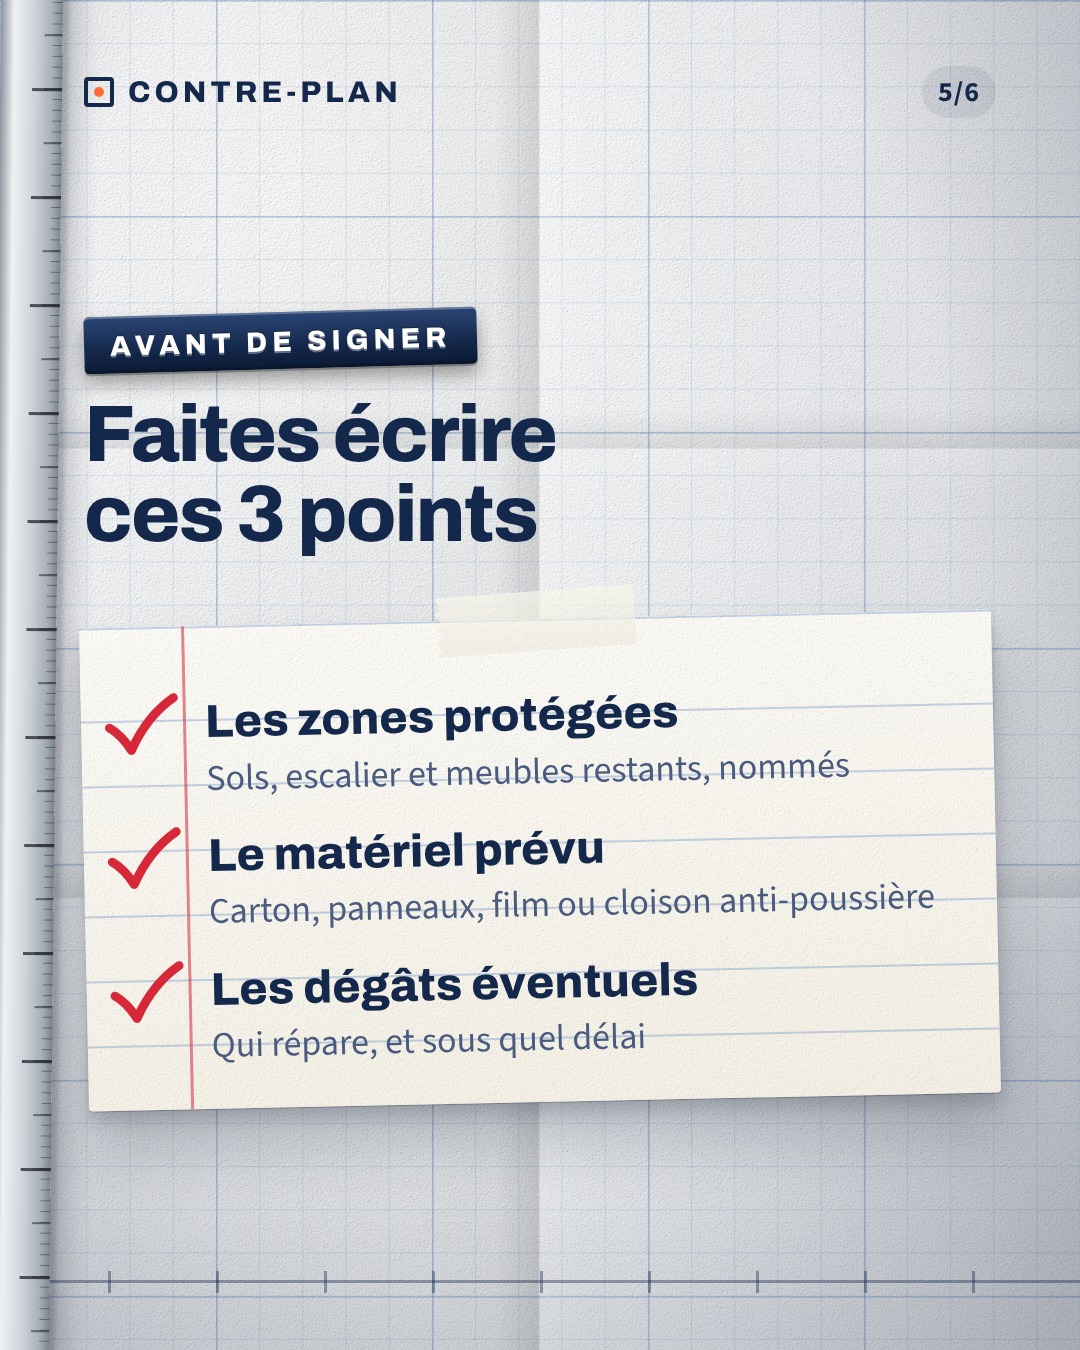 CONTRE-PLAN
5/6
AVANT DE SIGNER
Faites écrire
ces 3 points
Les zones protégées
Sols, escalier et meubles restants, nommés
Le matériel prévu
Carton, panneaux, film ou cloison anti-poussière
Les dégâts éventuels
Qui répare, et sous quel délai